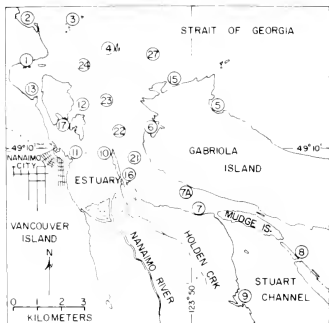 2
3
STRAIT OF GEORGIA
4
27
1
24
15
13
12
23
5
17
22
6
49° 10'
49° 10'
NANAIMO CITY
11
10A
21
GABRIOLA
ISLAND
ESTUARY
16
7A
7
MUDGE IS.
VANCOUVER
ISLAND
N
NANAIMO RIVER
HOLDEN CRK
123° 50'
8
STUART
CHANNEL
9
0 1 2 3
KILOMETERS